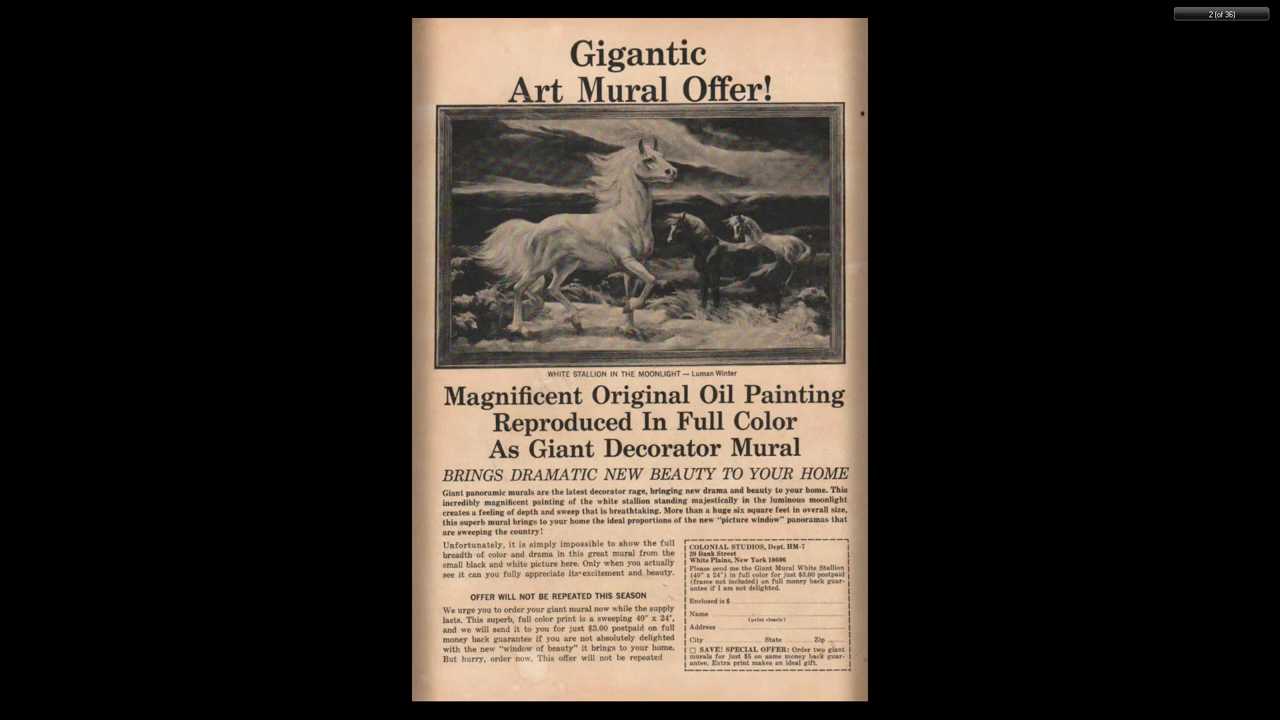 2 (of 36)
Gigantic
Art Mural Offer!
WHITE STALLION IN THE MOONLIGHT — Luman Winter
Magnificent Original Oil Painting
Reproduced In Full Color
As Giant Decorator Mural
BRINGS DRAMATIC NEW BEAUTY TO YOUR HOME
Giant panoramic murals are the latest decorator rage, bringing new drama and beauty to your home. This
incredibly magnificent painting of the white stallion standing majestically in the luminous moonlight
creates a feeling of depth and sweep that is breathtaking. More than a huge six square feet in overall size,
this superb mural brings to your home the ideal proportions of the new "picture window" panoramas that
are sweeping the country!
Unfortunately, it is simply impossible to show the full
breadth of color and drama in this great mural from the
small black and white picture here. Only when you actually
see it can you fully appreciate its excitement and beauty.
OFFER WILL NOT BE REPEATED THIS SEASON
We urge you to order your giant mural now while the supply
lasts. This superb, full color print is a sweeping 40" x 24",
and we will send it to you for just $3.00 postpaid on full
money back guarantee if you are not absolutely delighted
with the new "window of beauty" it brings to your home.
But hurry, order now. This offer will not be repeated
COLONIAL STUDIOS, Dept. HM-7
20 Bank Street
White Plains, New York 10606
Please send me the Giant Mural White Stallion
(40" x 24") in full color for just $3.00 postpaid
(frame not included) on full money back guar-
antee if I am not delighted.
Enclosed is $
Name
(print clearly)
Address
City State Zip
☐ SAVE! SPECIAL OFFER: Order two giant
murals for just $5 on same money back guar-
antee. Extra print makes an ideal gift.